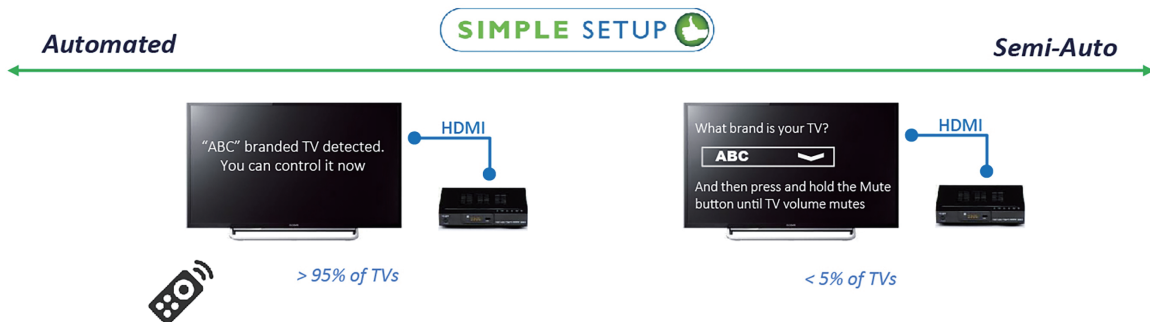 SIMPLE SETUP
Automated
Semi-Auto
“ABC” branded TV detected.
You can control it now
HDMI
What brand is your TV?
ABC
And then press and hold the Mute
button until TV volume mutes
HDMI
> 95% of TVs
< 5% of TVs